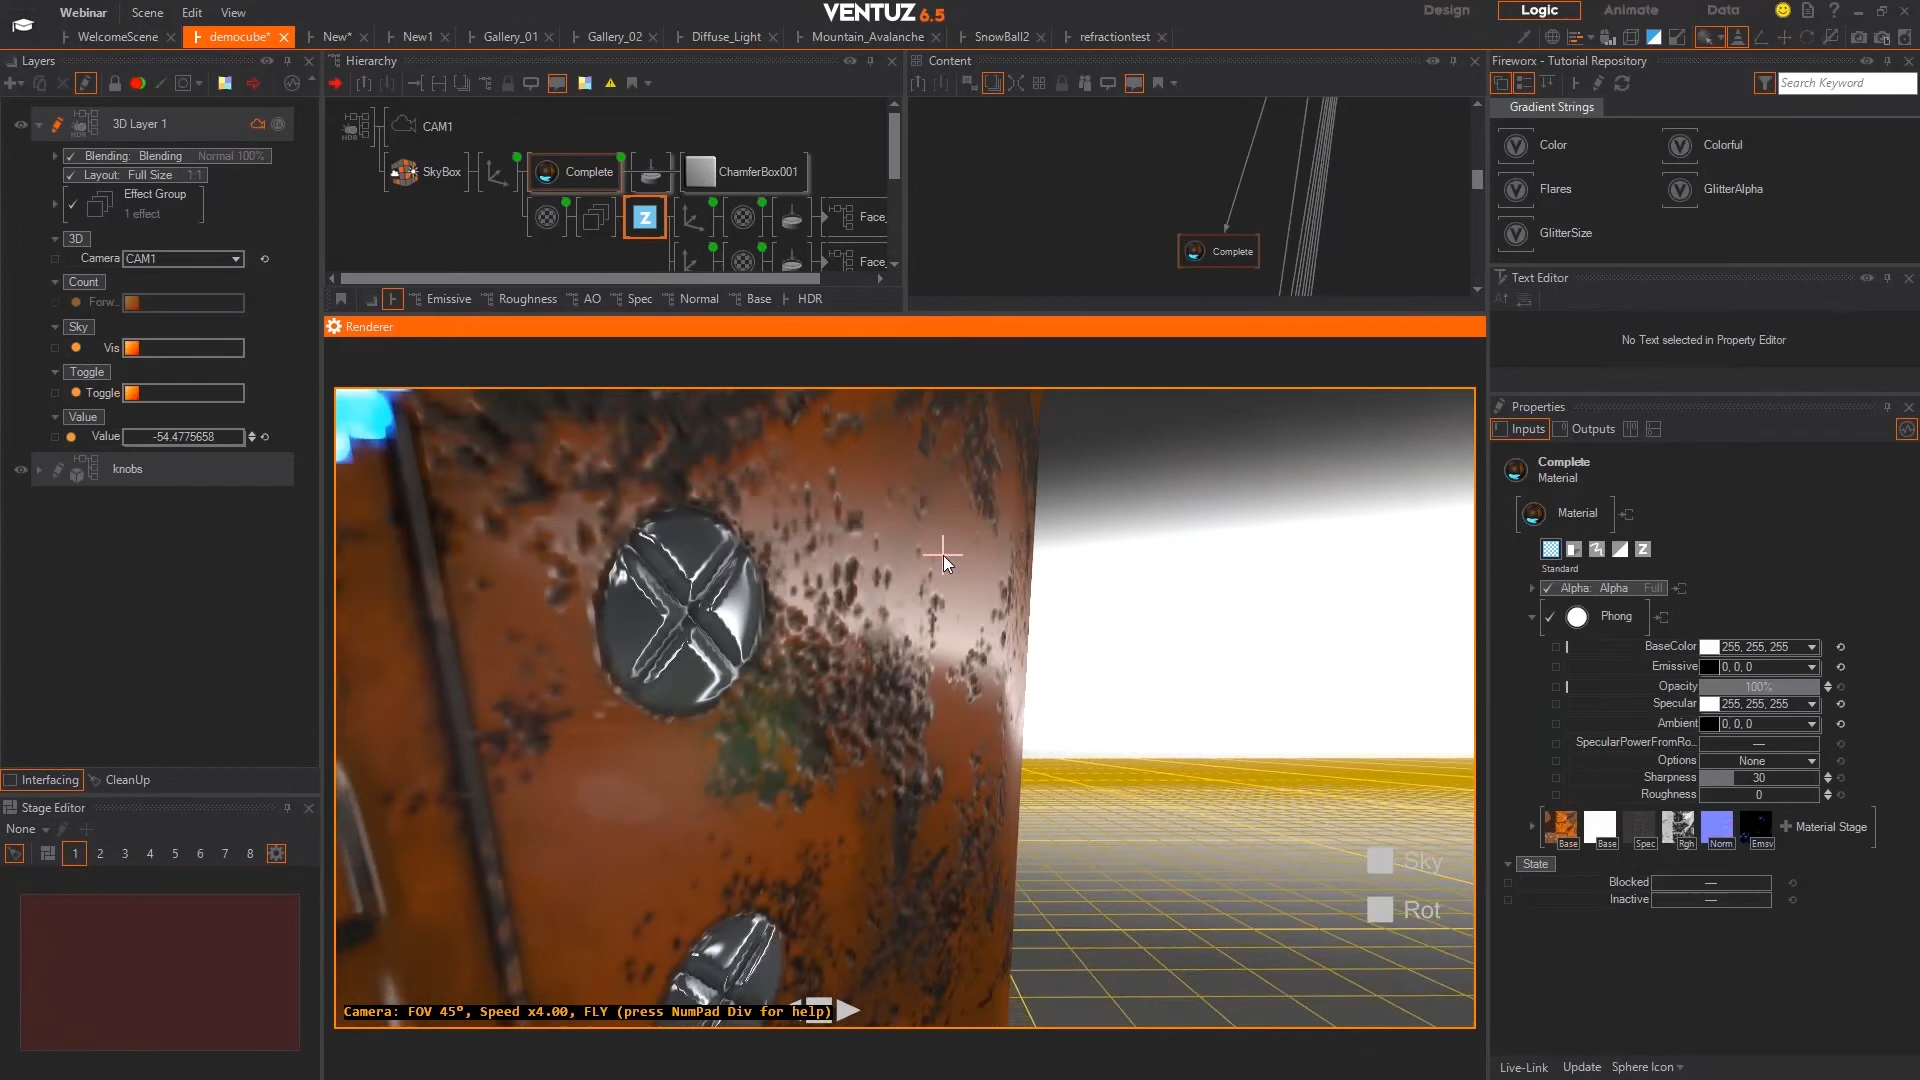 Webinar Scene Edit View
VENTUZ 6.5
Design Logic Animate Data
WelcomeScene democube* New* New1 Gallery_01 Gallery_02 Diffuse_Light Mountain_Avalanche SnowBall2 refractiontest
Layers
3D Layer 1
Blending: Blending Normal 100%
Layout: Full Size 1:1
Effect Group
1 effect
3D
Camera CAM1
Count
Forw...
Sky
Vis
Toggle
Toggle
Value
Value -54.4775658
knobs
Interfacing CleanUp
Stage Editor
None
1 2 3 4 5 6 7 8
Hierarchy
HDR CAM1
SkyBox Complete ChamferBox001
Z Face_
Face_
Emissive Roughness AO Spec Normal Base HDR
Content
Complete
Renderer
Sky
Rot
Camera: FOV 45°, Speed x4.00, FLY (press NumPad Div for help)
Fireworx - Tutorial Repository
Search Keyword
Gradient Strings
Color Colorful
Flares GlitterAlpha
GlitterSize
Text Editor
No Text selected in Property Editor
Properties
Inputs Outputs
Complete
Material
Material
Z
Standard
Alpha: Alpha Full
Phong
BaseColor 255, 255, 255
Emissive 0, 0, 0
Opacity 100%
Specular 255, 255, 255
Ambient 0, 0, 0
SpecularPowerFromRo... —
Options None
Sharpness 30
Roughness 0
Base Base Spec Rgh Norm Emsv Material Stage
State
Blocked —
Inactive —
Live-Link Update Sphere Icon